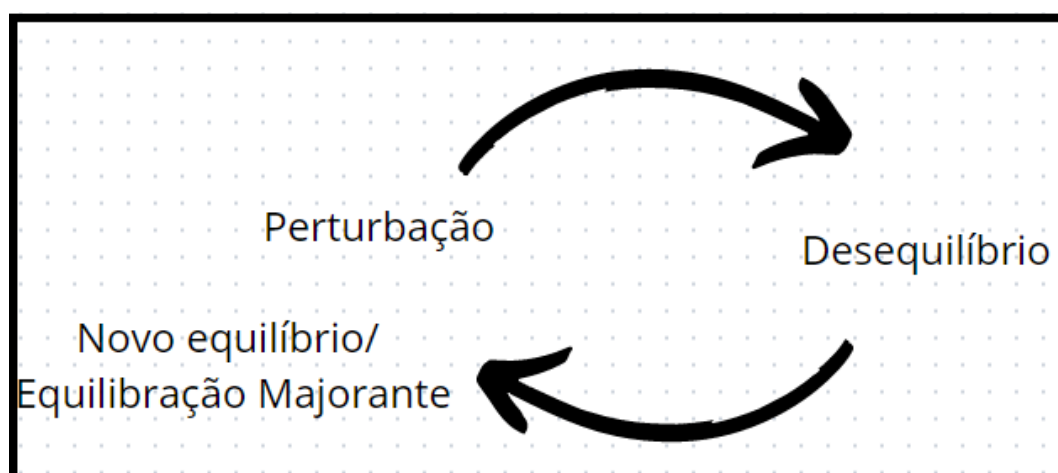 Perturbação
Desequilíbrio
Novo equilíbrio/
Equilibração Majorante